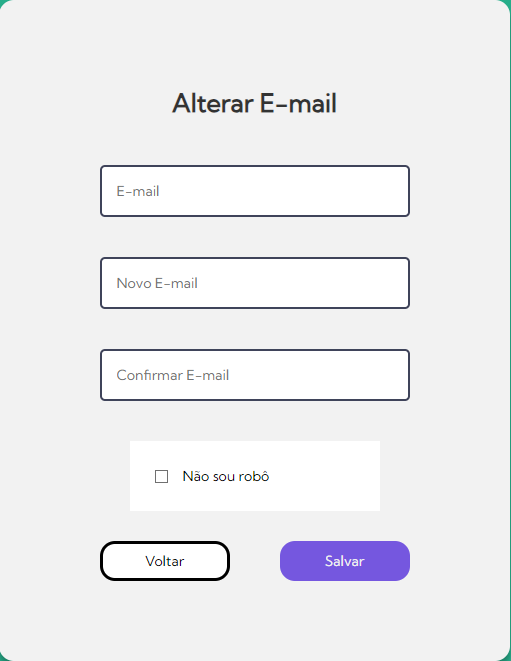 Alterar E-mail
E-mail
Novo E-mail
Confirmar E-mail
Não sou robô
Voltar
Salvar